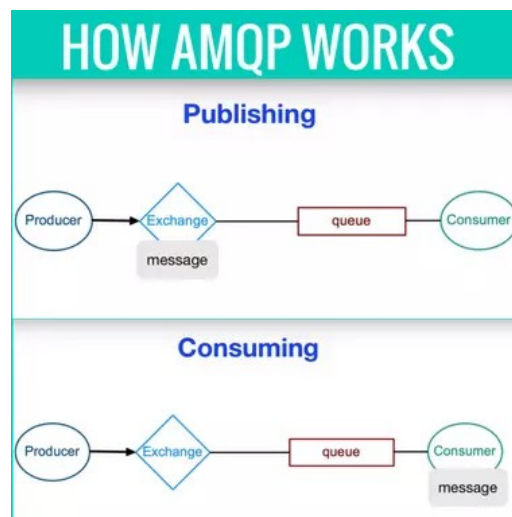 HOW AMQP WORKS
Publishing
Producer Exchange queue Consumer
message
Consuming
Producer Exchange queue Consumer
message